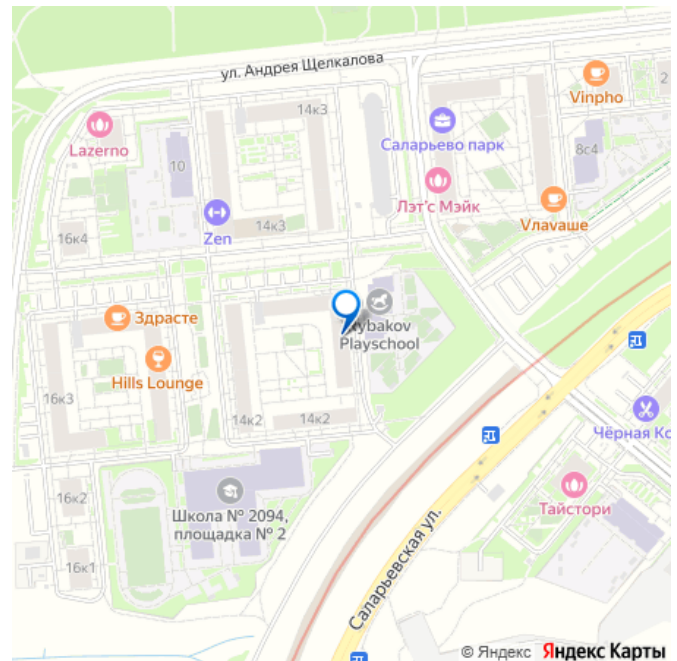 ул. Андрея Щелкалова
Vinpho
2
14к3
Lazerno
Саларьево парк
10
8с4
Лэт'с Мэйк
Vлаваше
14к3
Zen
16к4
Здрасте
Rybakov
Playschool
Hills Lounge
16к3
14к2
14к2
Чёрная Ко
16к2
Школа № 2094,
площадка № 2
Тайстори
16к1
Саларьевская ул.
© Яндекс Яндекс Карты